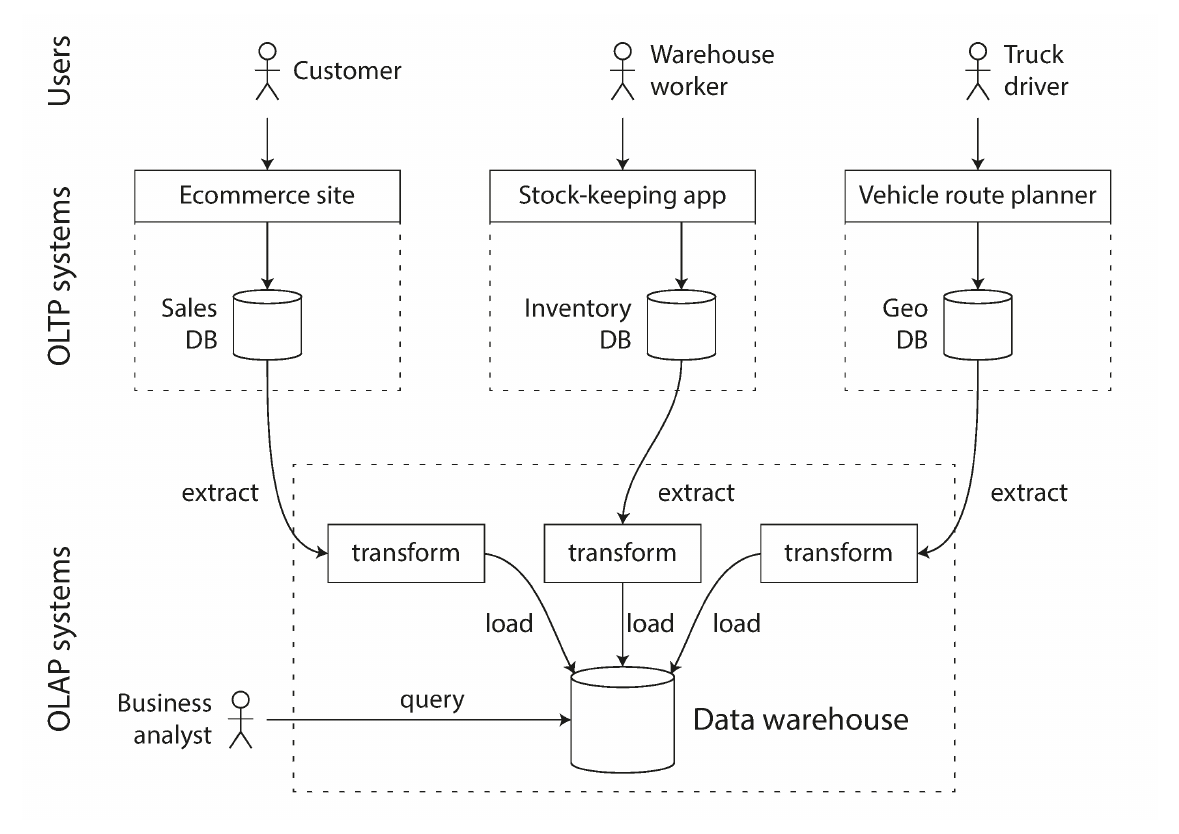 Users
Customer
Warehouse
worker
Truck
driver
OLTP systems
Ecommerce site
Stock-keeping app
Vehicle route planner
Sales
DB
Inventory
DB
Geo
DB
extract
extract
extract
OLAP systems
transform
transform
transform
load
load
load
Business
analyst
query
Data warehouse